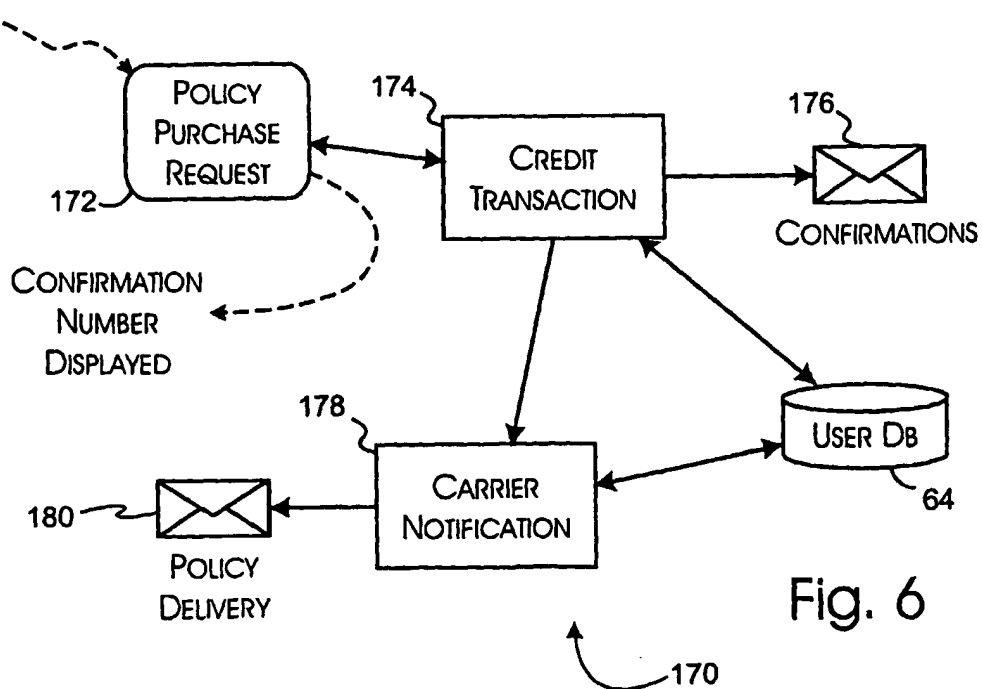 174
176
POLICY
PURCHASE
REQUEST
CREDIT
TRANSACTION
172
CONFIRMATIONS
CONFIRMATION
NUMBER
DISPLAYED
178
USER DB
64
CARRIER
NOTIFICATION
180
POLICY
DELIVERY
Fig. 6
170